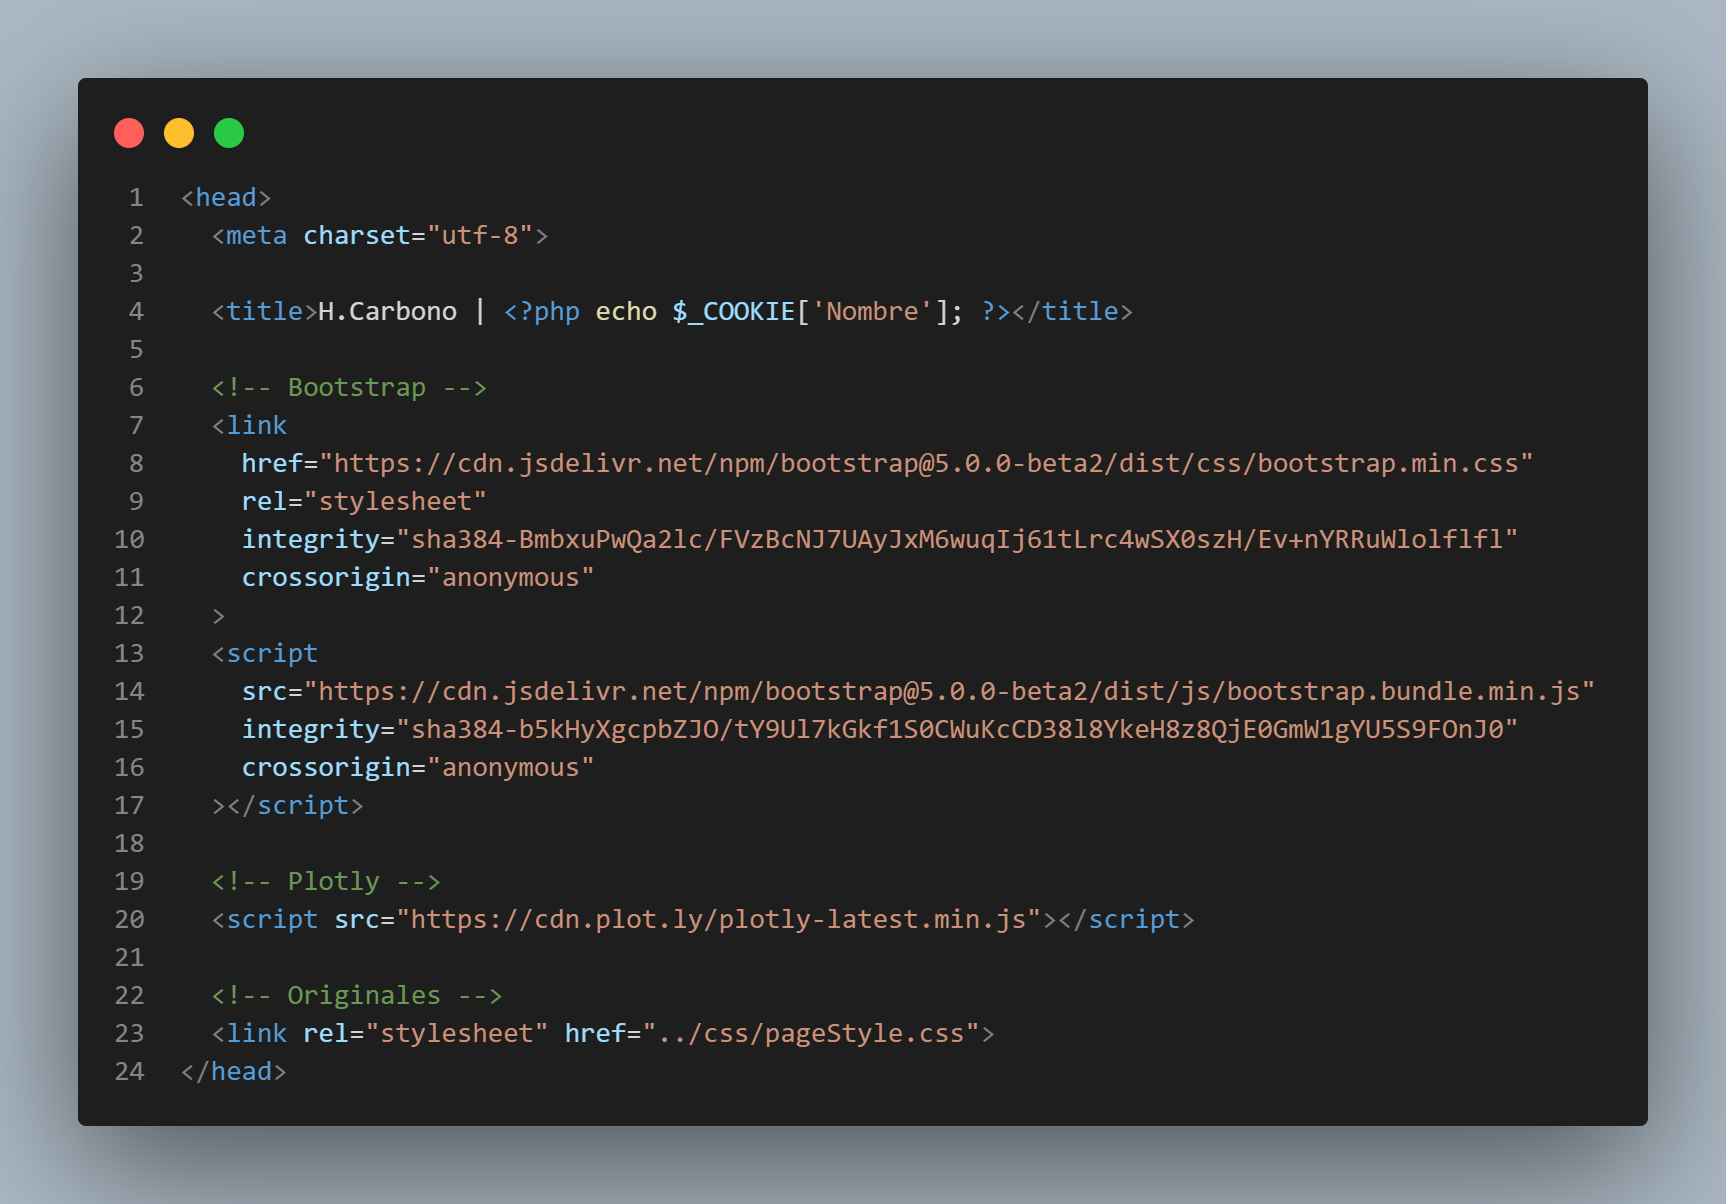 1 <head>
2 <meta charset="utf-8">
3
4 <title>H.Carbono | <?php echo $_COOKIE['Nombre']; ?></title>
5
6 <!-- Bootstrap -->
7 <link
8 href="https://cdn.jsdelivr.net/npm/bootstrap@5.0.0-beta2/dist/css/bootstrap.min.css"
9 rel="stylesheet"
10 integrity="sha384-BmbxuPwQa2lc/FVzBcNJ7UAyJxM6wuqIj61tLrc4wSX0szH/Ev+nYRRuWlolflfl"
11 crossorigin="anonymous"
12 >
13 <script
14 src="https://cdn.jsdelivr.net/npm/bootstrap@5.0.0-beta2/dist/js/bootstrap.bundle.min.js"
15 integrity="sha384-b5kHyXgcpbZJO/tY9Ul7kGkf1S0CWuKcCD38l8YkeH8z8QjE0GmW1gYU5S9FOnJ0"
16 crossorigin="anonymous"
17 ></script>
18
19 <!-- Plotly -->
20 <script src="https://cdn.plot.ly/plotly-latest.min.js"></script>
21
22 <!-- Originales -->
23 <link rel="stylesheet" href="../css/pageStyle.css">
24 </head>